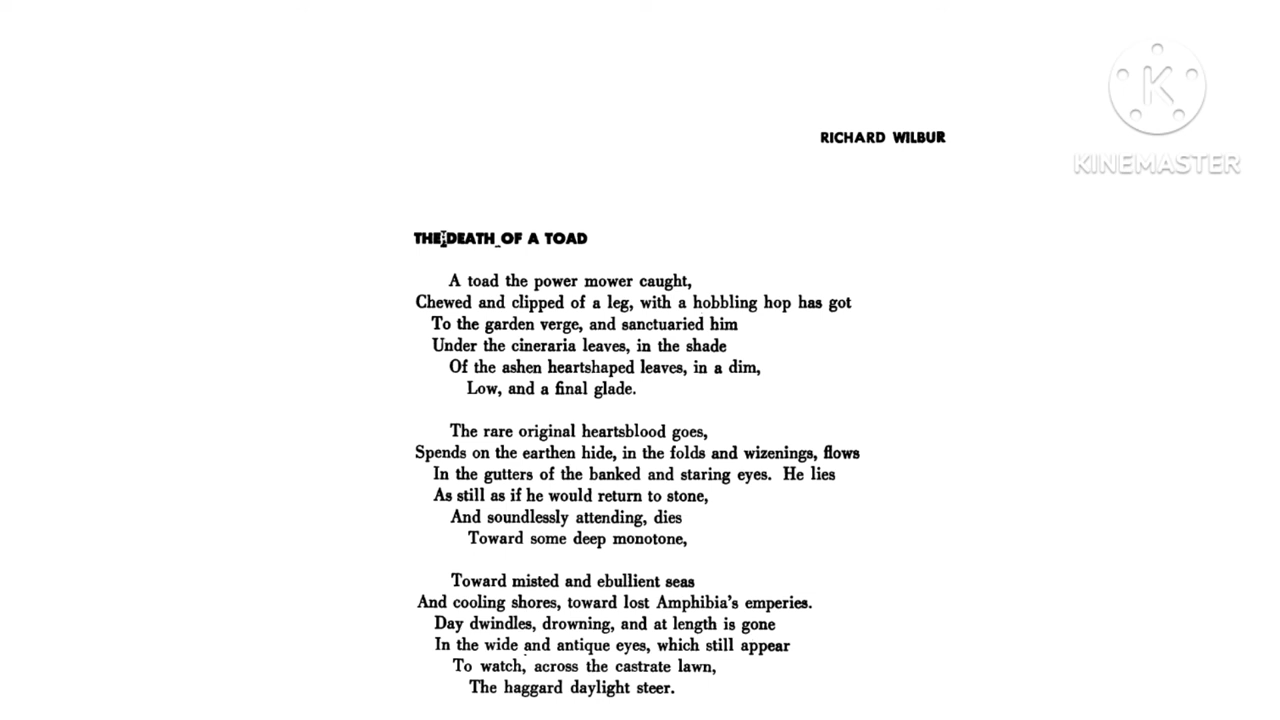 K
KINEMASTER
RICHARD WILBUR
THE DEATH OF A TOAD
A toad the power mower caught,
Chewed and clipped of a leg, with a hobbling hop has got
To the garden verge, and sanctuaried him
Under the cineraria leaves, in the shade
Of the ashen heartshaped leaves, in a dim,
Low, and a final glade.
The rare original heartsblood goes,
Spends on the earthen hide, in the folds and wizenings, flows
In the gutters of the banked and staring eyes. He lies
As still as if he would return to stone,
And soundlessly attending, dies
Toward some deep monotone,
Toward misted and ebullient seas
And cooling shores, toward lost Amphibia's emperies.
Day dwindles, drowning, and at length is gone
In the wide and antique eyes, which still appear
To watch, across the castrate lawn,
The haggard daylight steer.